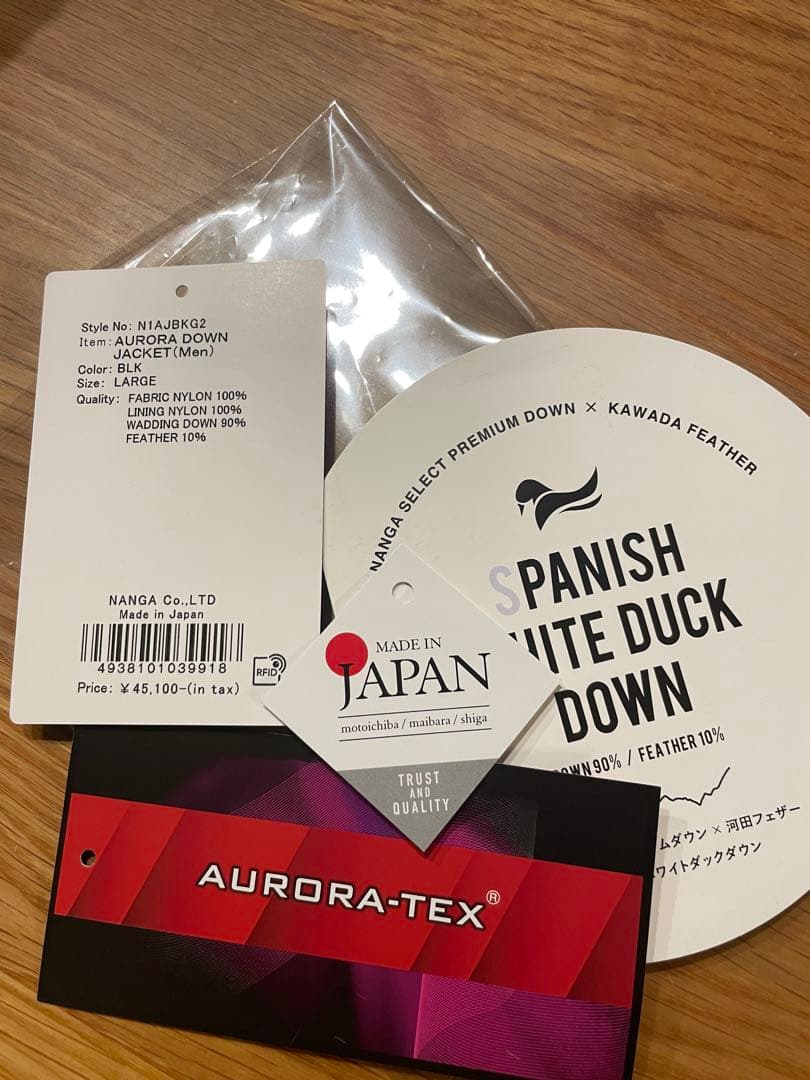 Style No: N1AJBKG2
Item: AURORA DOWN
JACKET(Men)
Color: BLK
Size: LARGE
Quality: FABRIC NYLON 100%
LINING NYLON 100%
WADDING DOWN 90%
FEATHER 10%
NANGA Co.,LTD
Made in Japan
4938101039918
RFID
Price: ¥45,100-(in tax)
NANGA SELECT PREMIUM DOWN × KAWADA FEATHER
SPANISH
DUCK
DOWN
90% / FEATHER 10%
ムダウン × 河田フェザー
ワイトダックダウン
MADE IN
JAPAN
motoichiba / maibara / shiga
TRUST
AND
QUALITY
AURORA-TEX®